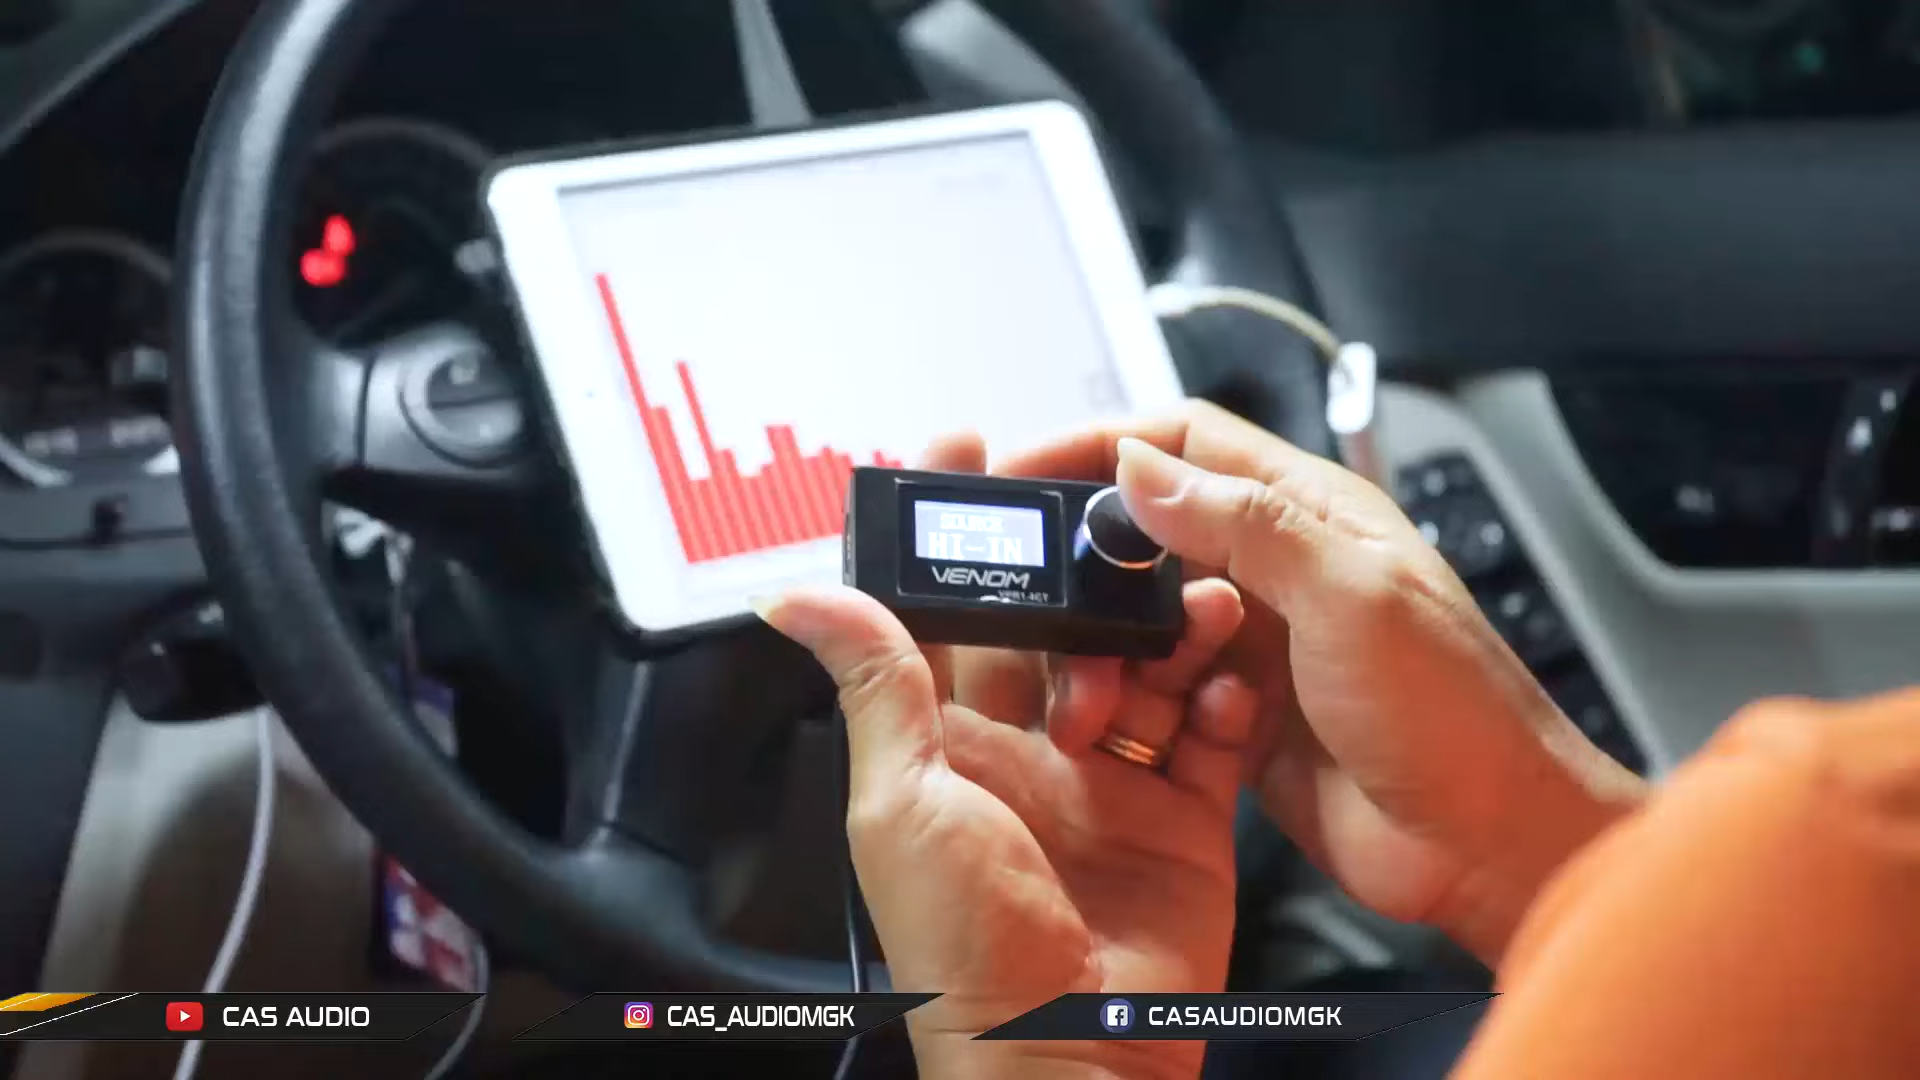 SOURCE
HI-IN
VENOM
CAS AUDIO
CAS_AUDIOMGK
CASAUDIOMGK